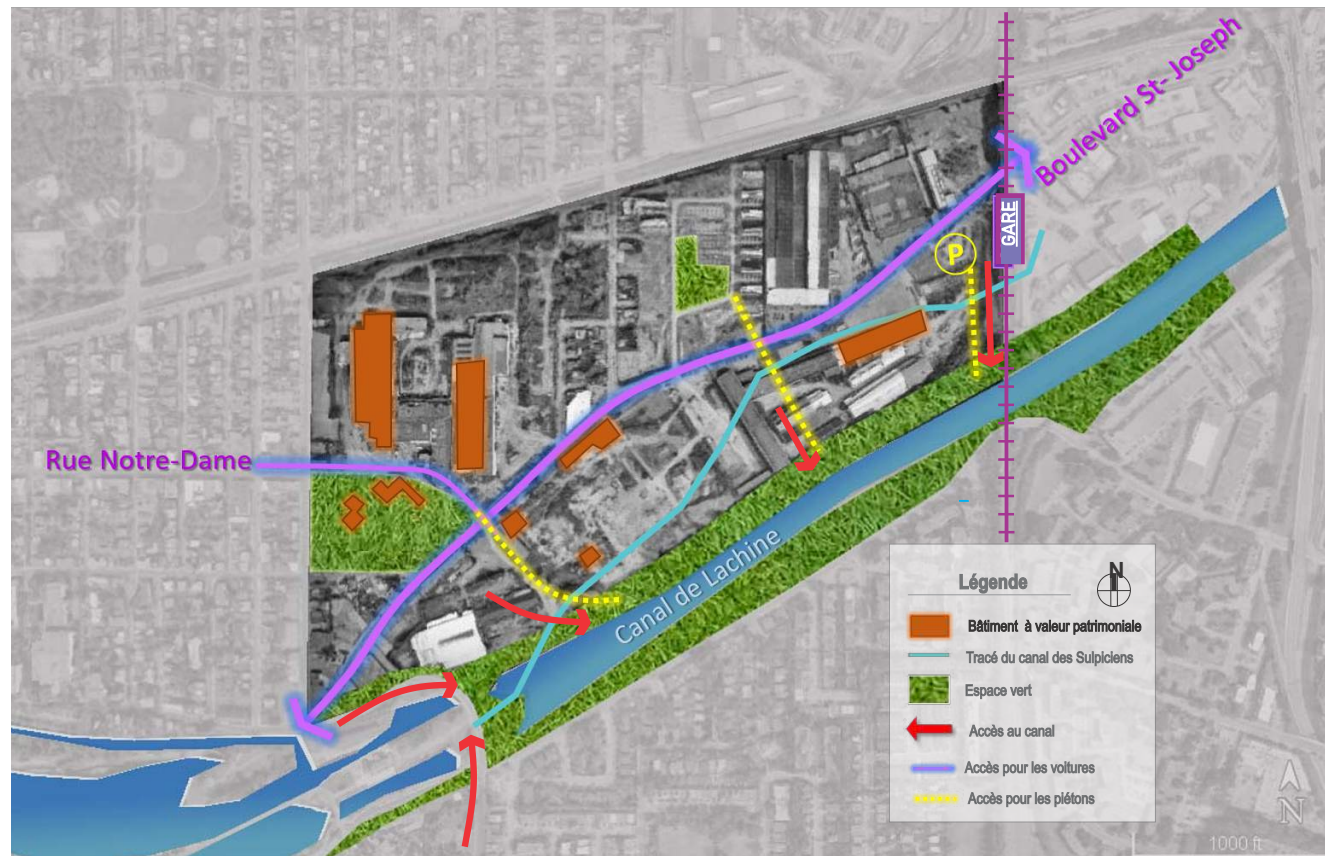 Boulevard St- Joseph
GARE
P
Rue Notre-Dame
Canal de Lachine
Légende
N
Bâtiment à valeur patrimoniale
Tracé du canal des Sulpiciens
Espace vert
Accès au canal
Accès pour les voitures
Accès pour les piétons
N
1000 ft